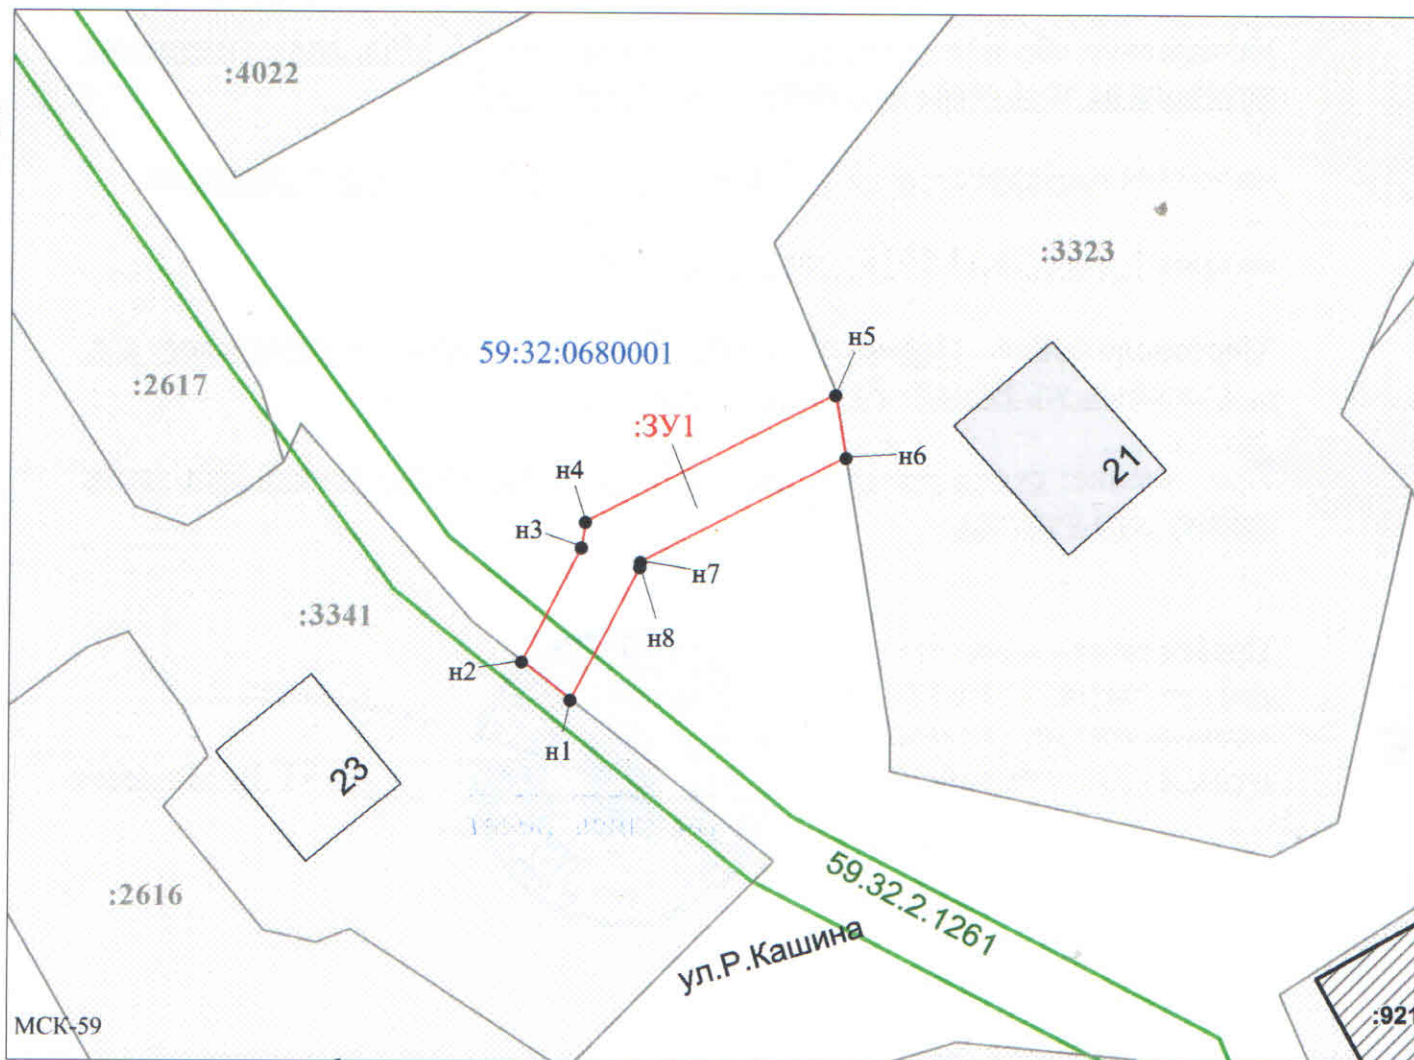 :4022
:3323
59:32:0680001
н5
:2617
:ЗУ1
н6
21
н4
н3
н7
:3341
н8
н2
н1
23
59.32.2.1261
:2616
ул.Р.Кашина
:921
МСК-59